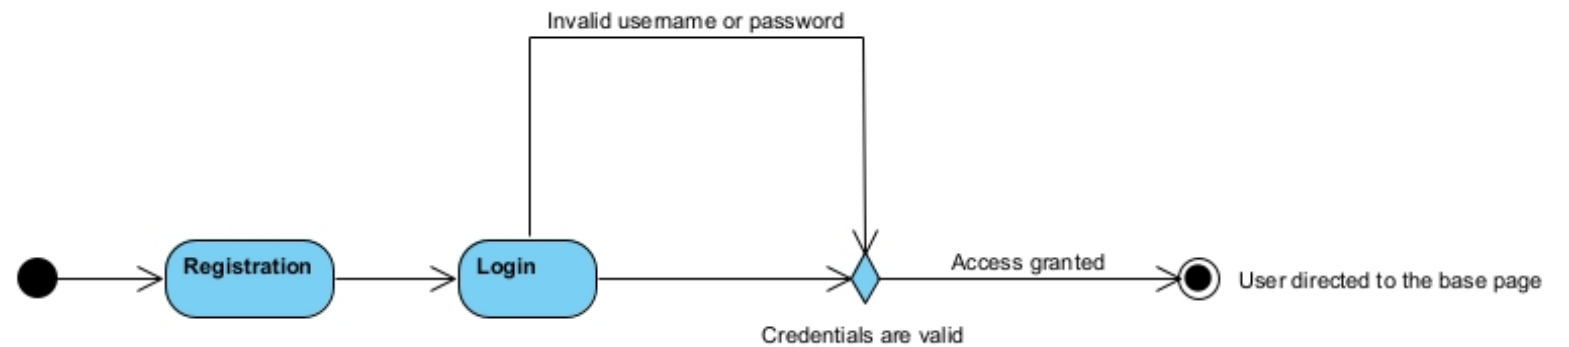 Invalid username or password
Registration
Login
Access granted
User directed to the base page
Credentials are valid